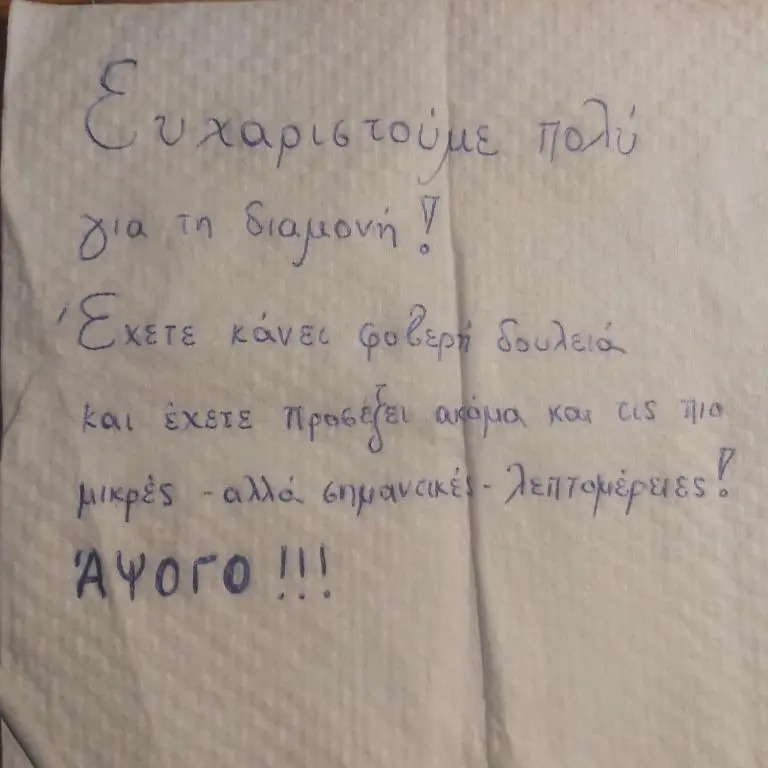 Ευχαριστούμε πολύ
για τη διαμονή!
Έχετε κάνει φοβερή δουλειά
και έχετε προσέξει ακόμα και τις πιο
μικρές - αλλά σημαντικές - λεπτομέρειες!
ΆΨΟΓΟ!!!